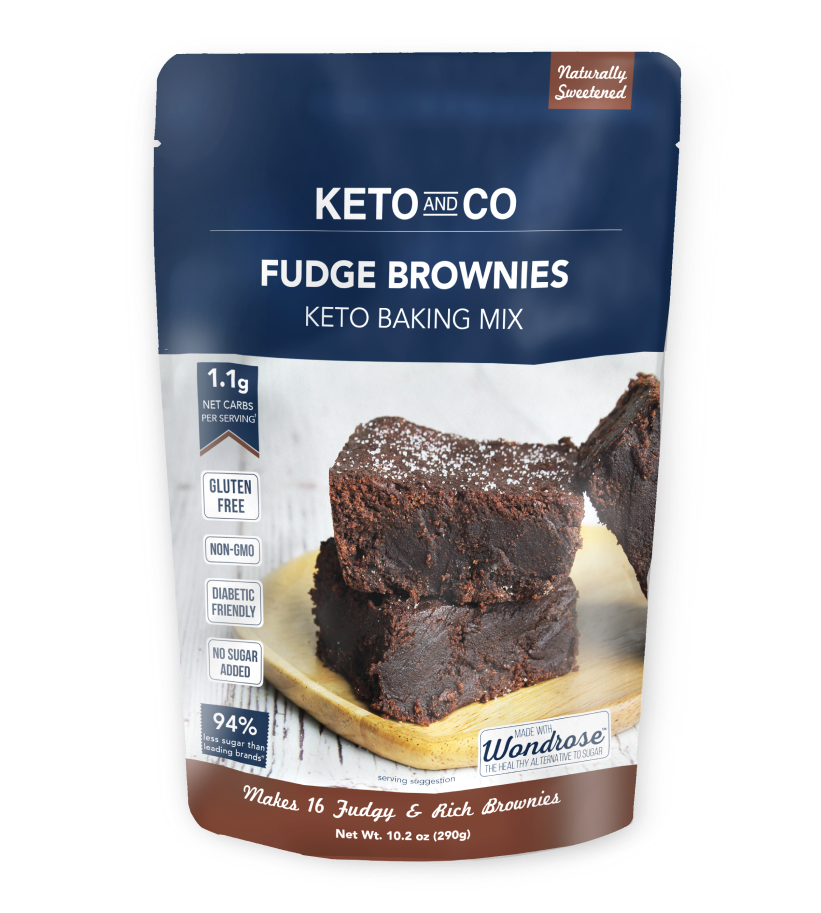 Naturally
Sweetened
KETO AND CO
FUDGE BROWNIES
KETO BAKING MIX
1.1g
NET CARBS
PER SERVING
GLUTEN
FREE
NON-GMO
DIABETIC
FRIENDLY
NO SUGAR
ADDED
94%
less sugar than
leading brands*
MADE WITH
Wondrose™
THE HEALTHY ALTERNATIVE TO SUGAR
serving suggestion
Makes 16 Fudgy & Rich Brownies
Net Wt. 10.2 oz (290g)